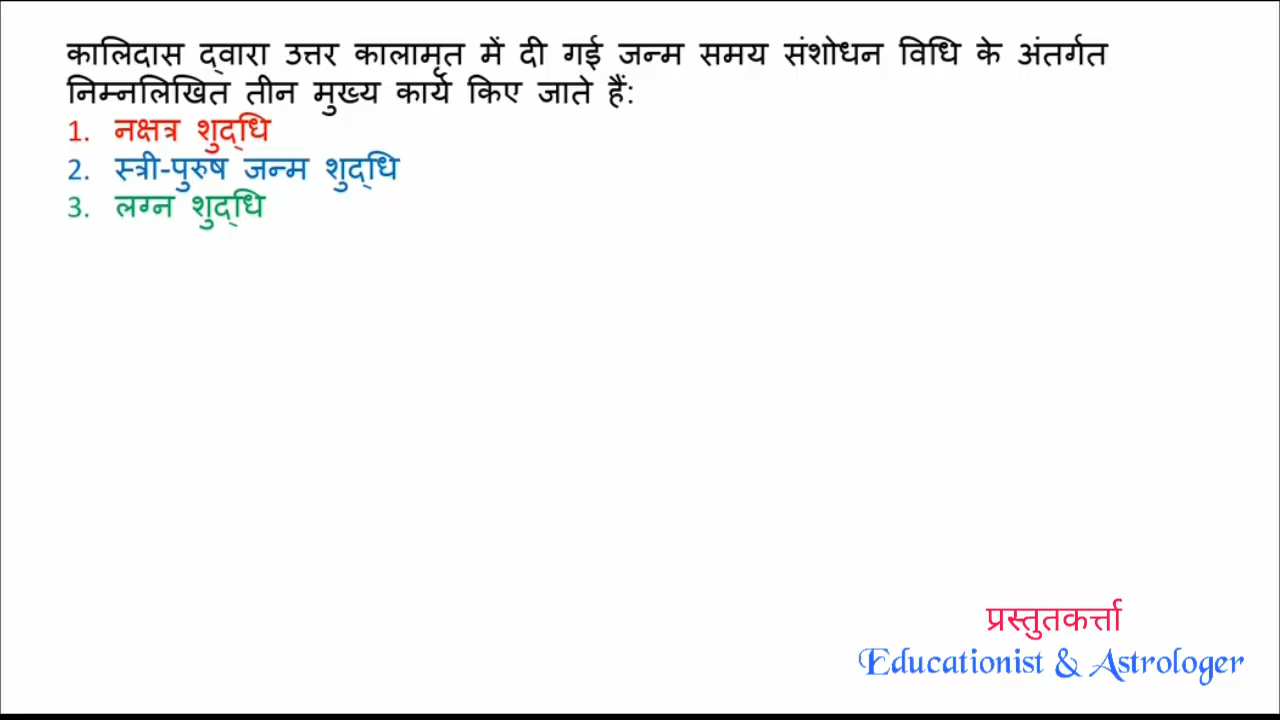 कालिदास द्वारा उत्तर कालामृत में दी गई जन्म समय संशोधन विधि के अंतर्गत
निम्नलिखित तीन मुख्य कार्य किए जाते हैं:
1. नक्षत्र शुद्धि
2. स्त्री-पुरुष जन्म शुद्धि
3. लग्न शुद्धि
प्रस्तुतकर्त्ता
Educationist & Astrologer